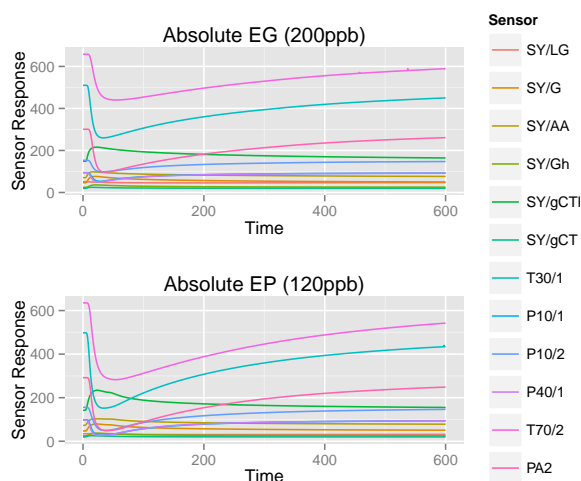 Absolute EG (200ppb)
Sensor Response
600
400
200
0
0
200
400
600
Time
Absolute EP (120ppb)
Sensor Response
600
400
200
0
0
200
400
600
Time
Sensor
SY/LG
SY/G
SY/AA
SY/Gh
SY/gCTl
SY/gCT
T30/1
P10/1
P10/2
P40/1
T70/2
PA2